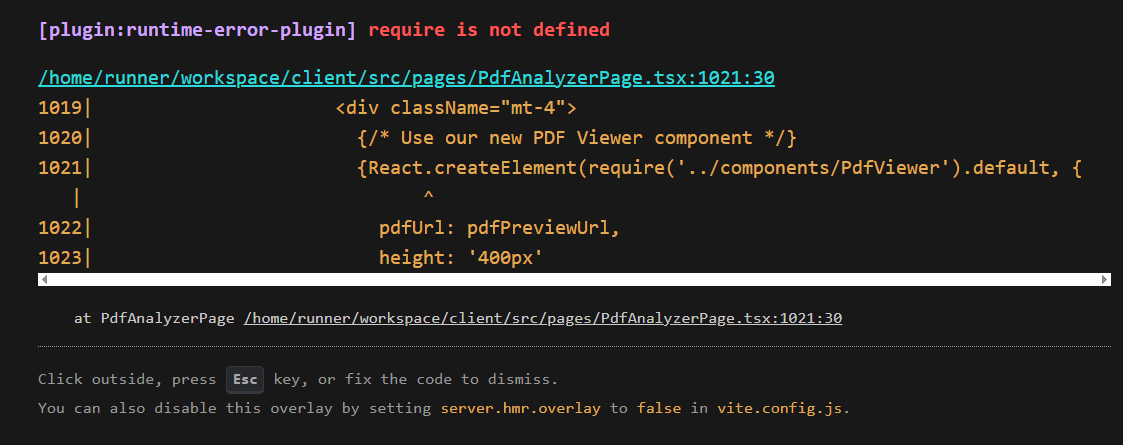 [plugin:runtime-error-plugin] require is not defined
/home/runner/workspace/client/src/pages/PdfAnalyzerPage.tsx:1021:30
1019|                      <div className="mt-4">
1020|                        {/* Use our new PDF Viewer component */}
1021|                        {React.createElement(require('../components/PdfViewer').default, {
   |                              ^
1022|                          pdfUrl: pdfPreviewUrl,
1023|                          height: '400px'
at PdfAnalyzerPage /home/runner/workspace/client/src/pages/PdfAnalyzerPage.tsx:1021:30
Click outside, press Esc key, or fix the code to dismiss.
You can also disable this overlay by setting server.hmr.overlay to false in vite.config.js.